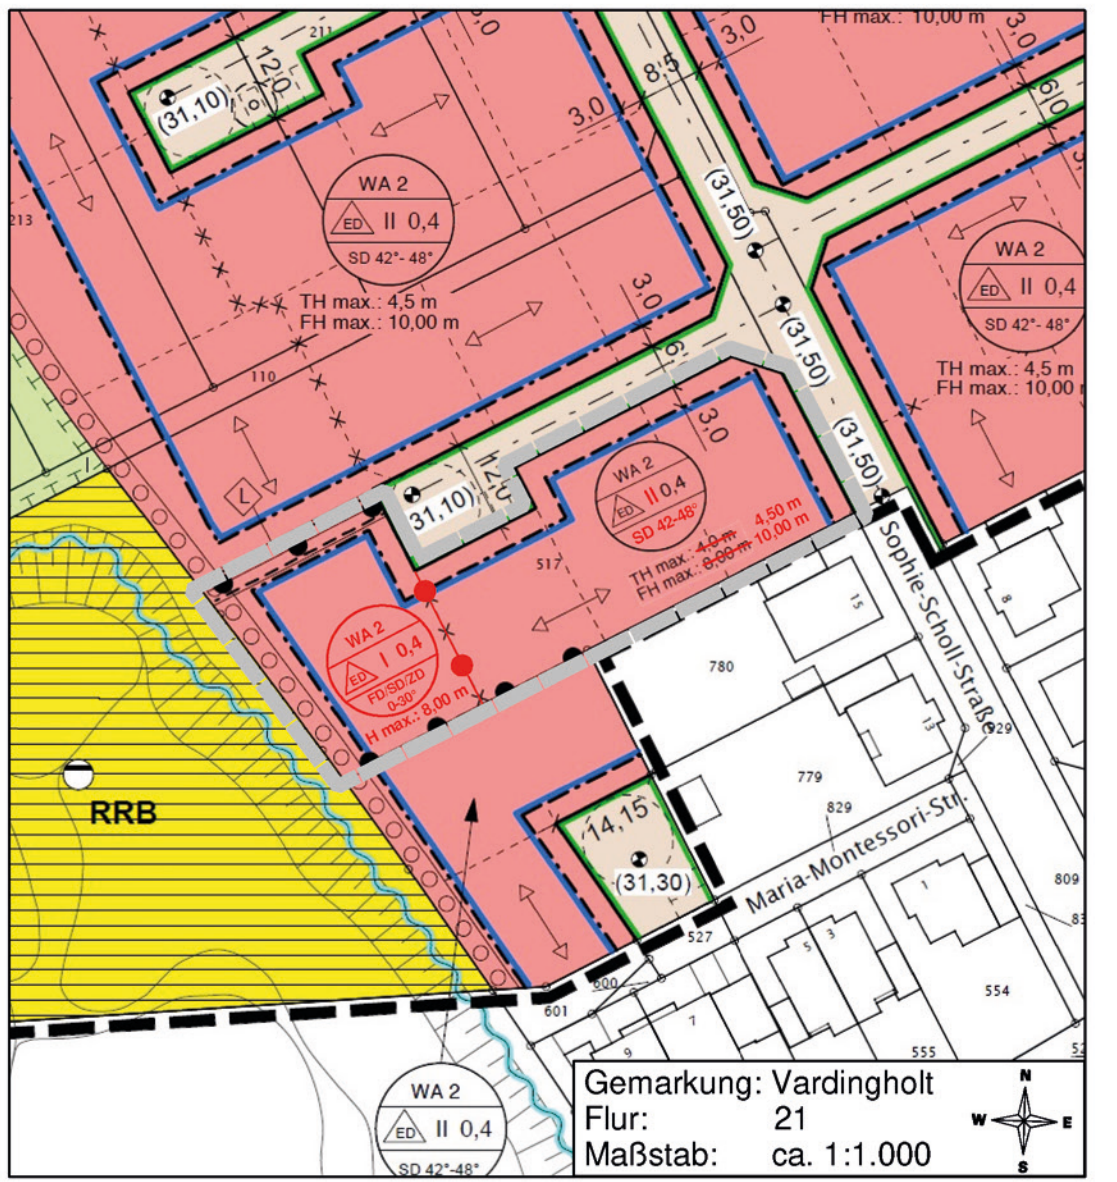 211
12,0
(31,10)
3,0
3,0
8,5
3,0
FH max.: 10,00 m
3,0
6,0
213
WA 2
ED II 0,4
SD 42°- 48°
TH max.: 4,5 m
FH max.: 10,00 m
(31,50)
WA 2
ED II 0,4
SD 42°- 48°
TH max.: 4,5 m
FH max.: 10,00
(31,50)
3,0
6,
110
3,0
(31,50)
L
12,0
31,10)
WA 2
ED II 0,4
SD 42-48°
TH max.: 4,0 m 4,50 m
FH max.: 8,00 m 10,00 m
517
WA 2
ED I 0,4
FD/SD/ZD
0-30°
H max.: 8,00 m
Sophie-Scholl-Straße
15
8
780
13
929
779
829
RRB
14,15
(31,30)
Maria-Montessori-Str.
1
809
83
527
5
3
600
601
554
7
9
555
52
WA 2
ED II 0,4
SD 42°-48°
Gemarkung: Vardingholt
Flur: 21
Maßstab: ca. 1:1.000
N
W E
S